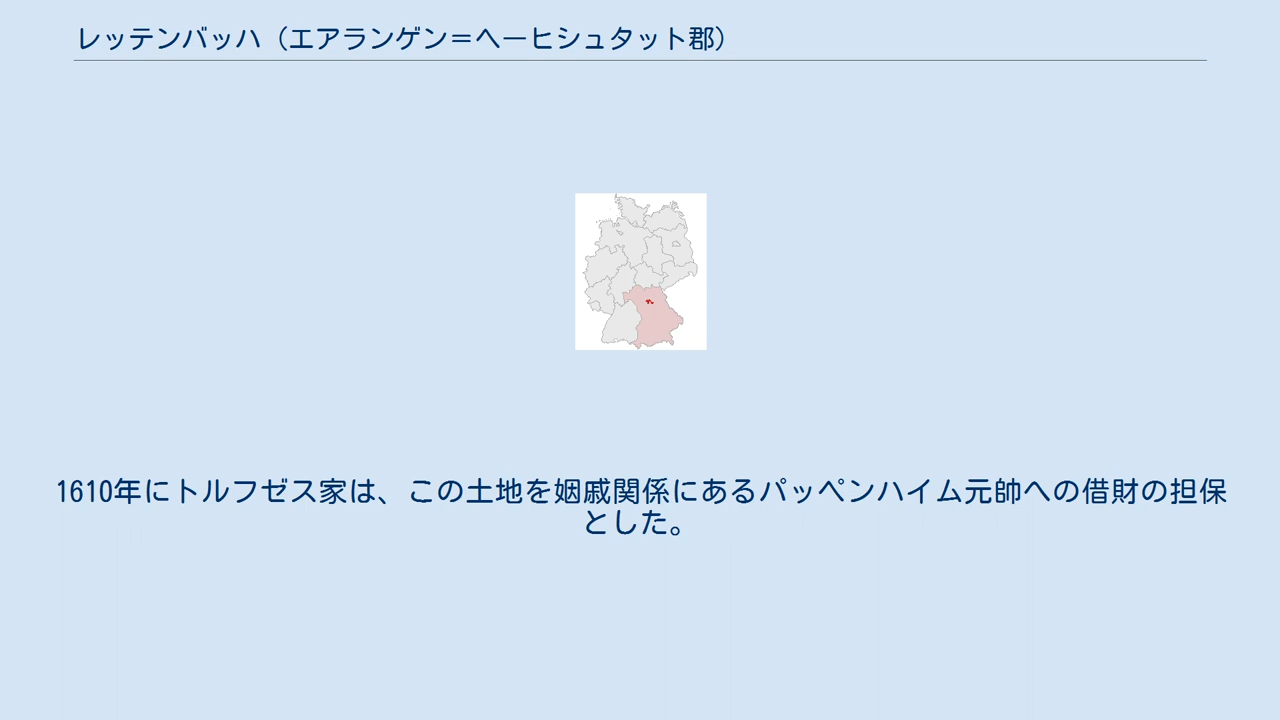 レッテンバッハ（エアランゲン＝ヘーヒシュタット郡）
1610年にトルフゼス家は、この土地を姻戚関係にあるパッペンハイム元帥への借財の担保
とした。